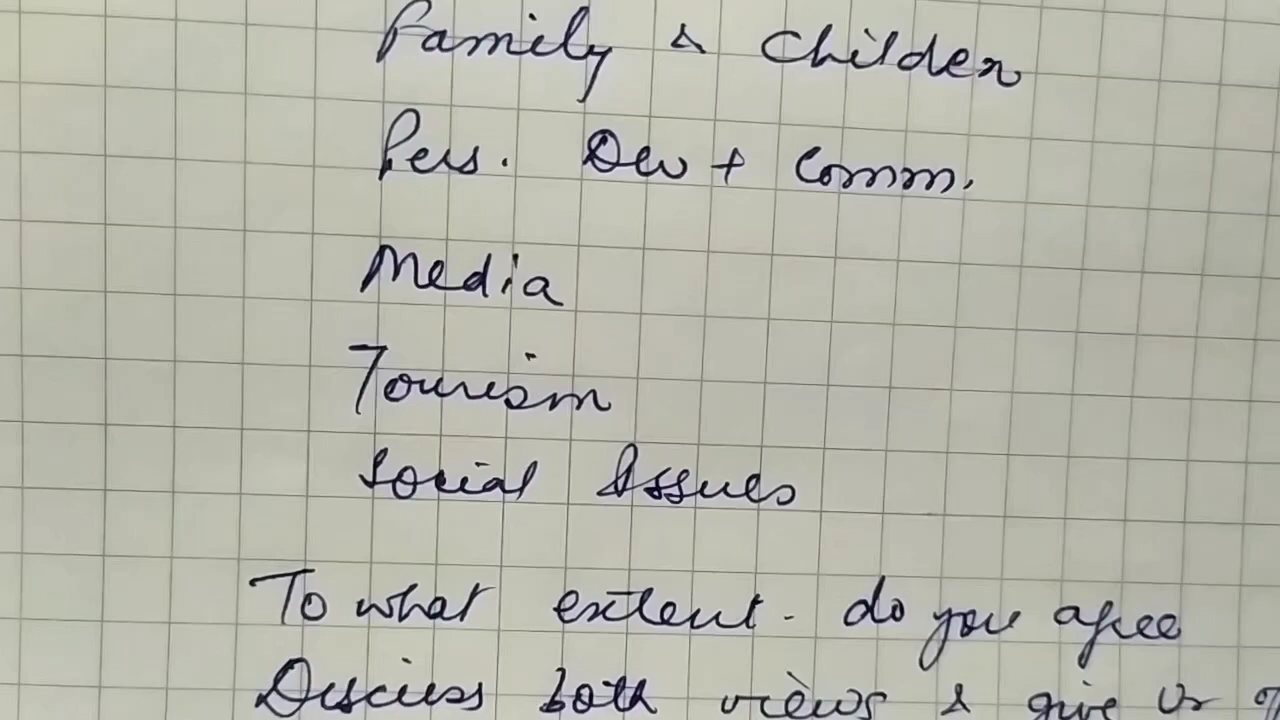 Family & Childen
Pers. Dev + Comm.
Media
Tourism
Social Issues
To what extent. do you agree
Discuss both views & give ur